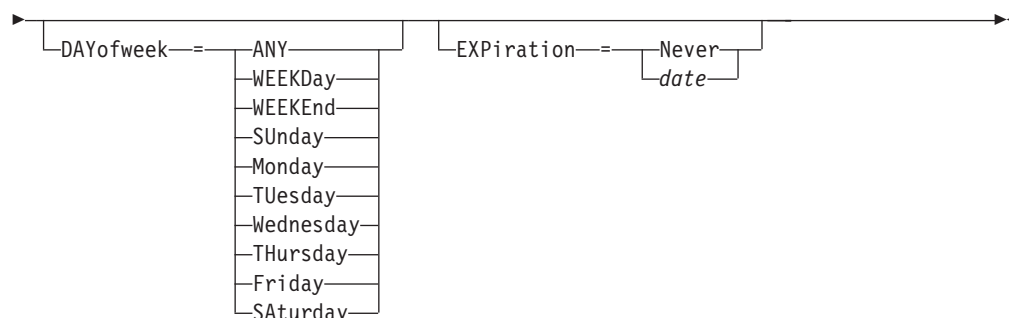 DAYofweek = ANY EXPiration = Never
WEEKDay date
WEEKEnd
SUnday
Monday
TUesday
Wednesday
THursday
Friday
SAturday